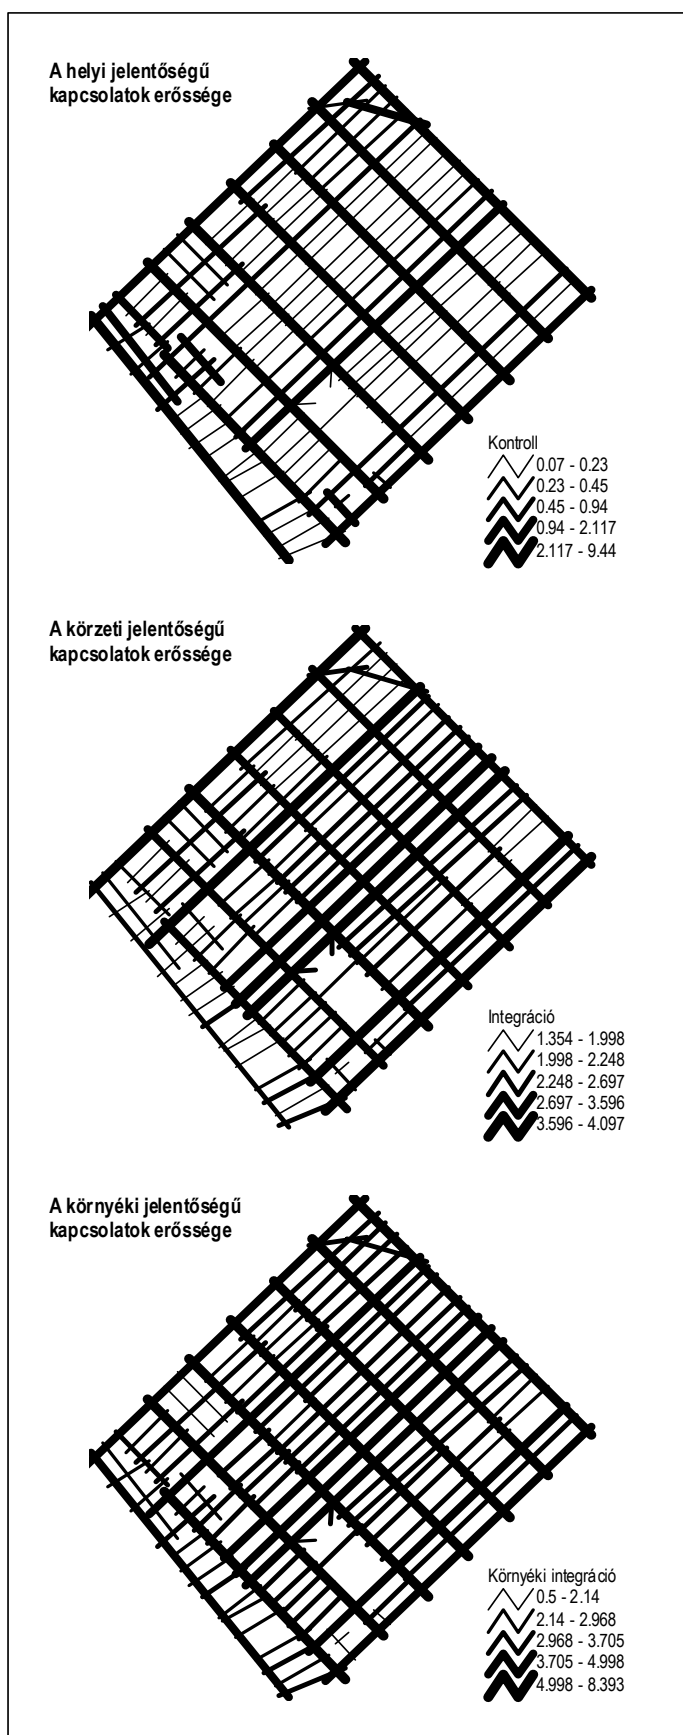 A helyi jelentőségű
kapcsolatok erőssége
Kontroll
0.07 - 0.23
0.23 - 0.45
0.45 - 0.94
0.94 - 2.117
2.117 - 9.44
A körzeti jelentőségű
kapcsolatok erőssége
Integráció
1.354 - 1.998
1.998 - 2.248
2.248 - 2.697
2.697 - 3.596
3.596 - 4.097
A környéki jelentőségű
kapcsolatok erőssége
Környéki integráció
0.5 - 2.14
2.14 - 2.968
2.968 - 3.705
3.705 - 4.998
4.998 - 8.393